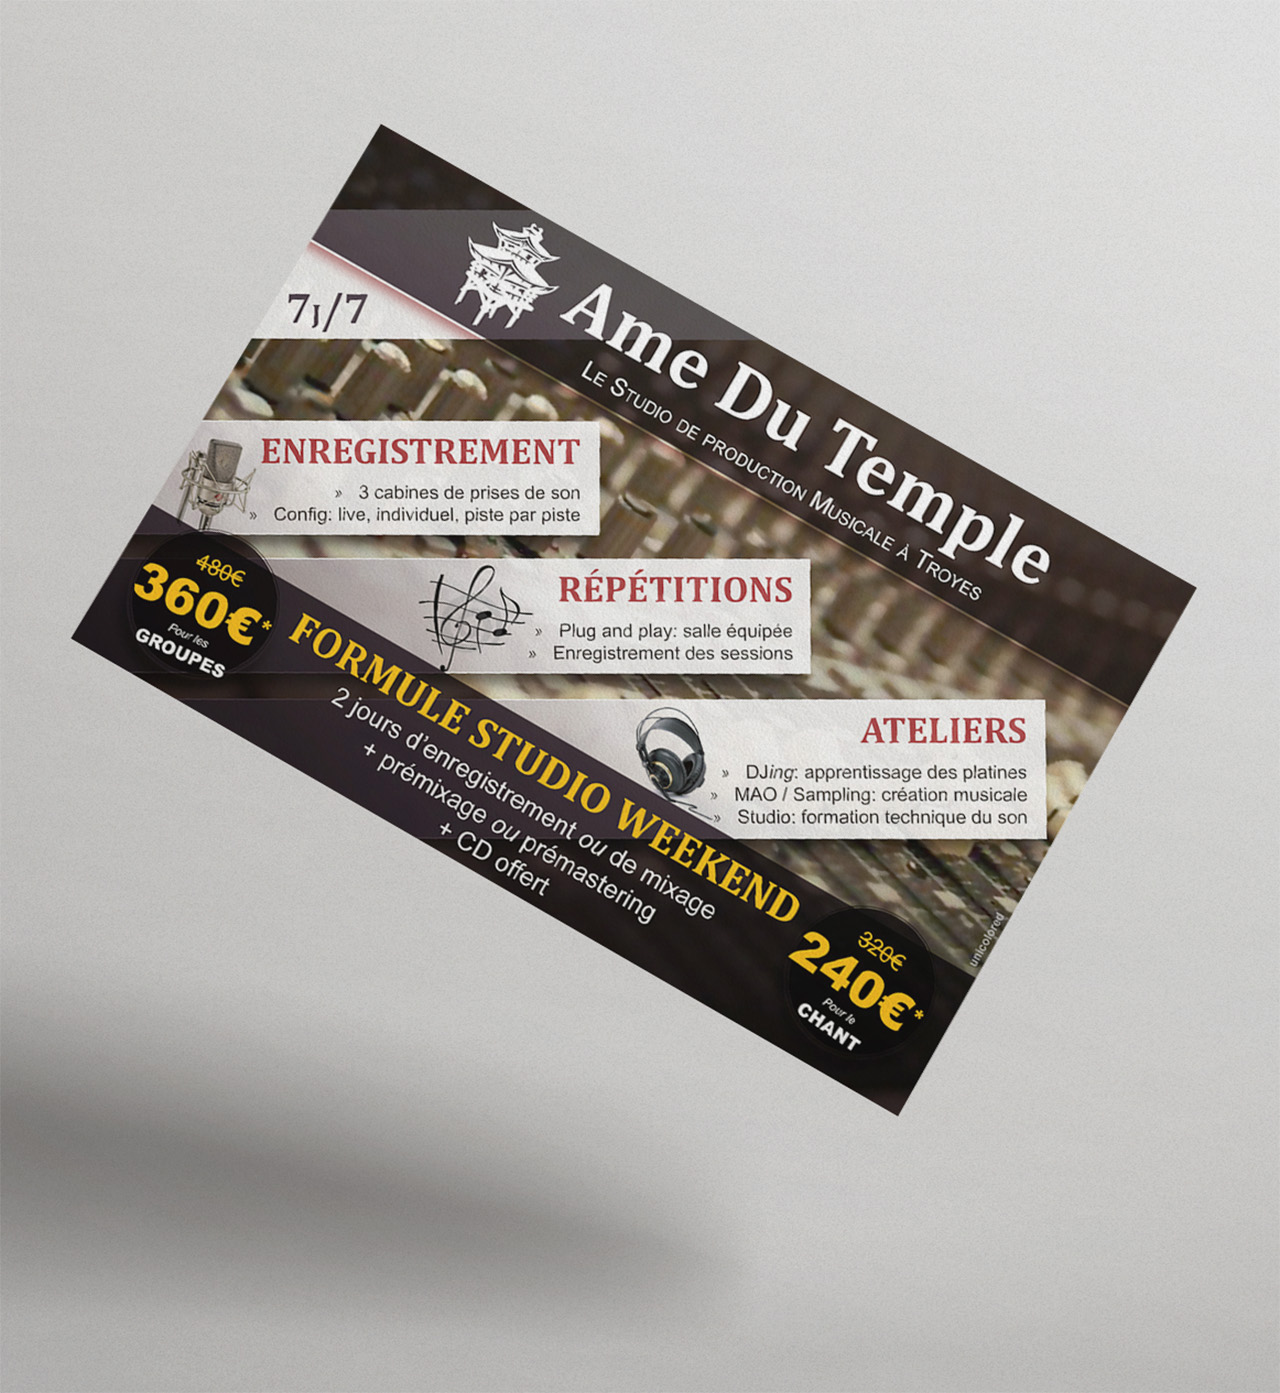 Ame Du Temple
Le Studio de production Musicale à Troyes
7j/7
ENREGISTREMENT
» 3 cabines de prises de son
» Config: live, individuel, piste par piste
RÉPÉTITIONS
» Plug and play: salle équipée
» Enregistrement des sessions
ATELIERS
» DJing: apprentissage des platines
» MAO / Sampling: création musicale
» Studio: formation technique du son
480€
360€*
Pour les
GROUPES
FORMULE STUDIO WEEKEND
2 jours d'enregistrement ou de mixage
+ prémixage ou prémastering
+ CD offert
320€
240€*
Pour le
CHANT
unicolored